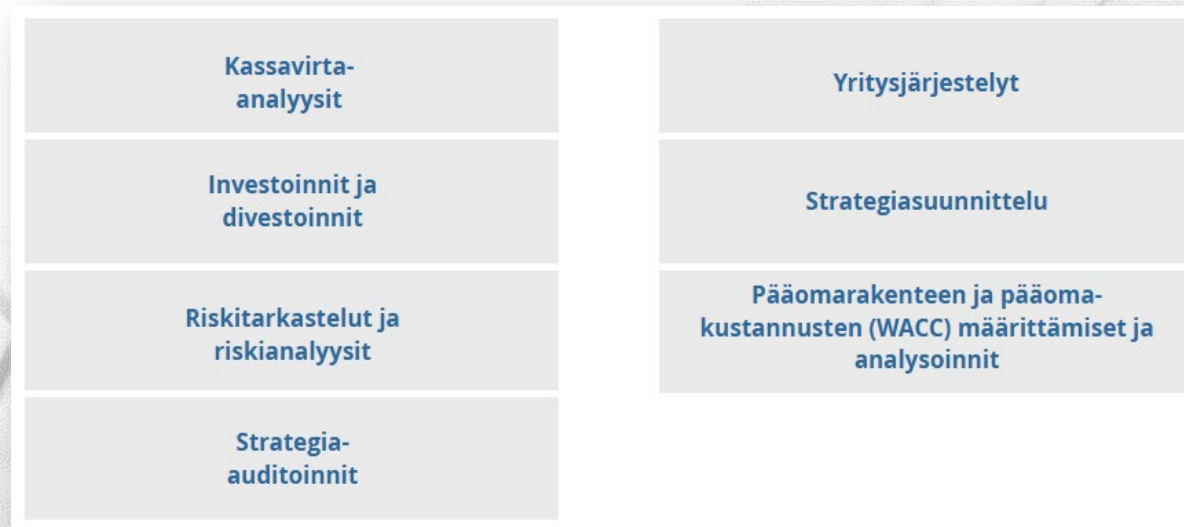 Kassavirta-
analyysit
Investoinnit ja
divestoinnit
Riskitarkastelut ja
riskianalyysit
Strategia-
auditoinnit
Yritysjärjestelyt
Strategiasuunnittelu
Pääomarakenteen ja pääoma-
kustannusten (WACC) määrittämiset ja
analysoinnit